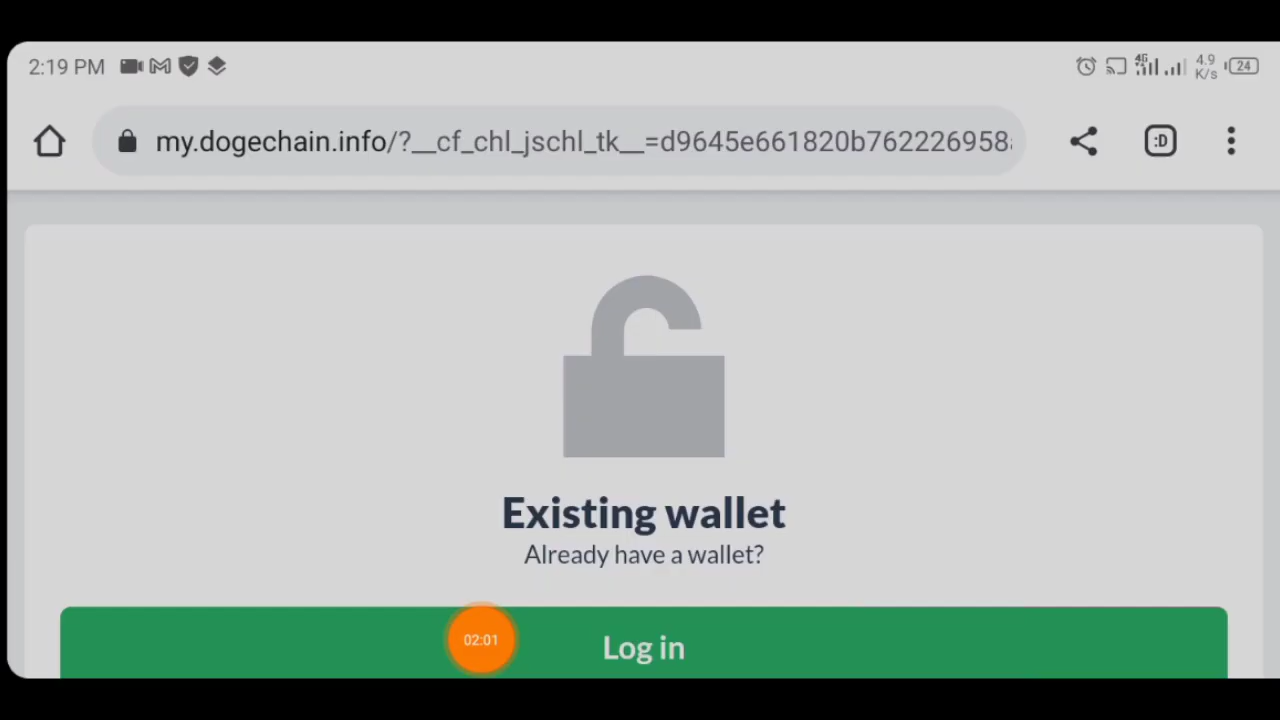 2:19 PM 4G 4.9 K/s 24
my.dogechain.info/?__cf_chl_jschl_tk__=d9645e661820b762226958
:D
Existing wallet
Already have a wallet?
02:01
Log in